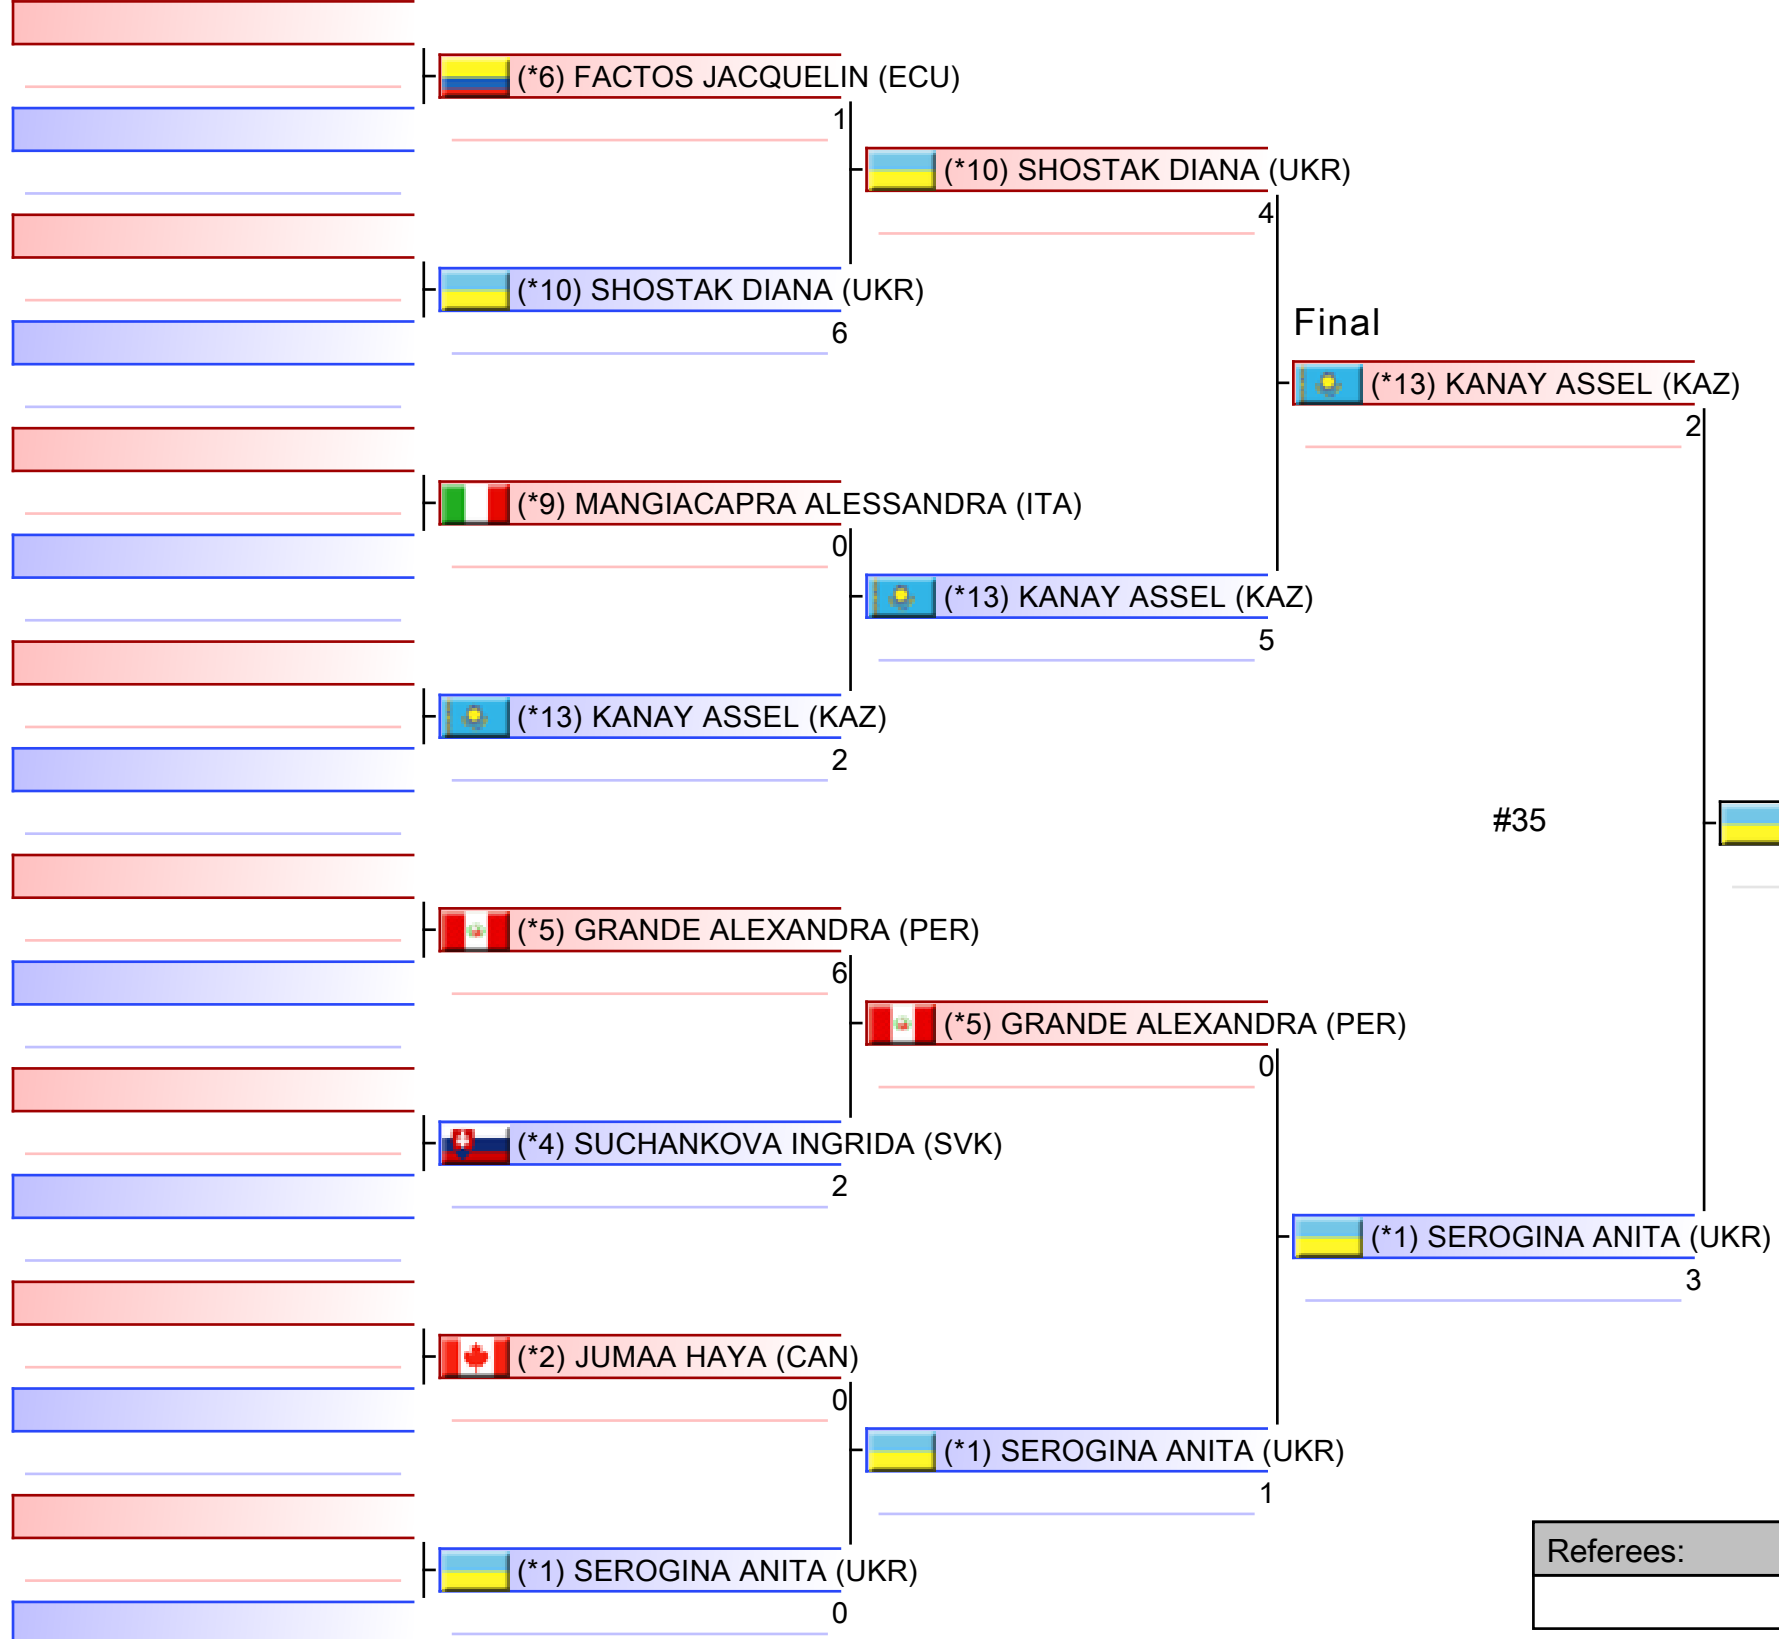 (*6) FACTOS JACQUELIN (ECU)
1
(*10) SHOSTAK DIANA (UKR)
4
(*10) SHOSTAK DIANA (UKR)
6
Final
(*13) KANAY ASSEL (KAZ)
2
(*9) MANGIACAPRA ALESSANDRA (ITA)
0
(*13) KANAY ASSEL (KAZ)
5
(*13) KANAY ASSEL (KAZ)
2
#35
(*5) GRANDE ALEXANDRA (PER)
6
(*5) GRANDE ALEXANDRA (PER)
0
(*4) SUCHANKOVA INGRIDA (SVK)
2
(*1) SEROGINA ANITA (UKR)
3
(*2) JUMAA HAYA (CAN)
0
(*1) SEROGINA ANITA (UKR)
1
(*1) SEROGINA ANITA (UKR)
0
Referees: